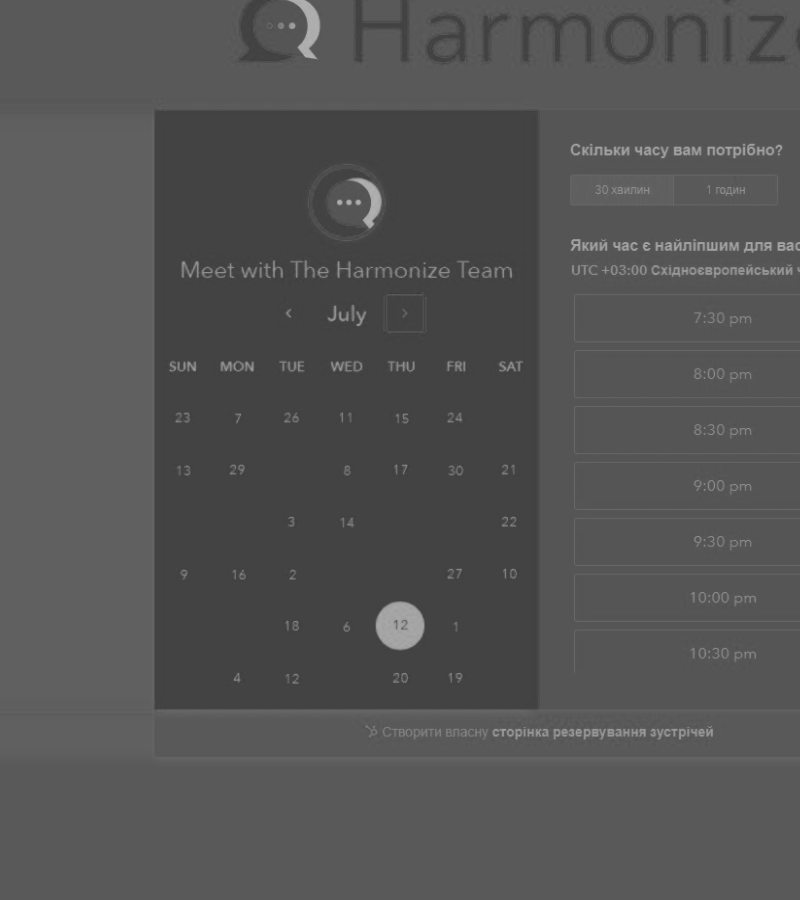 Harmoniz
Meet with The Harmonize Team
July
SUN MON TUE WED THU FRI SAT
23 7 26 11 15 24
13 29 8 17 30 21
3 14 22
9 16 2 27 10
18 6 12 1
4 12 20 19
Скільки часу вам потрібно?
30 хвилин 1 годин
Який час є найліпшим для вас
UTC +03:00 Східноєвропейський ч
7:30 pm
8:00 pm
8:30 pm
9:00 pm
9:30 pm
10:00 pm
10:30 pm
Створити власну сторінка резервування зустрічей